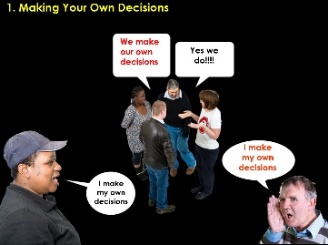 1. Making Your Own Decisions
We make
our own
decisions
Yes we
do!!!!
I make
my own
decisions
I make
my own
decisions